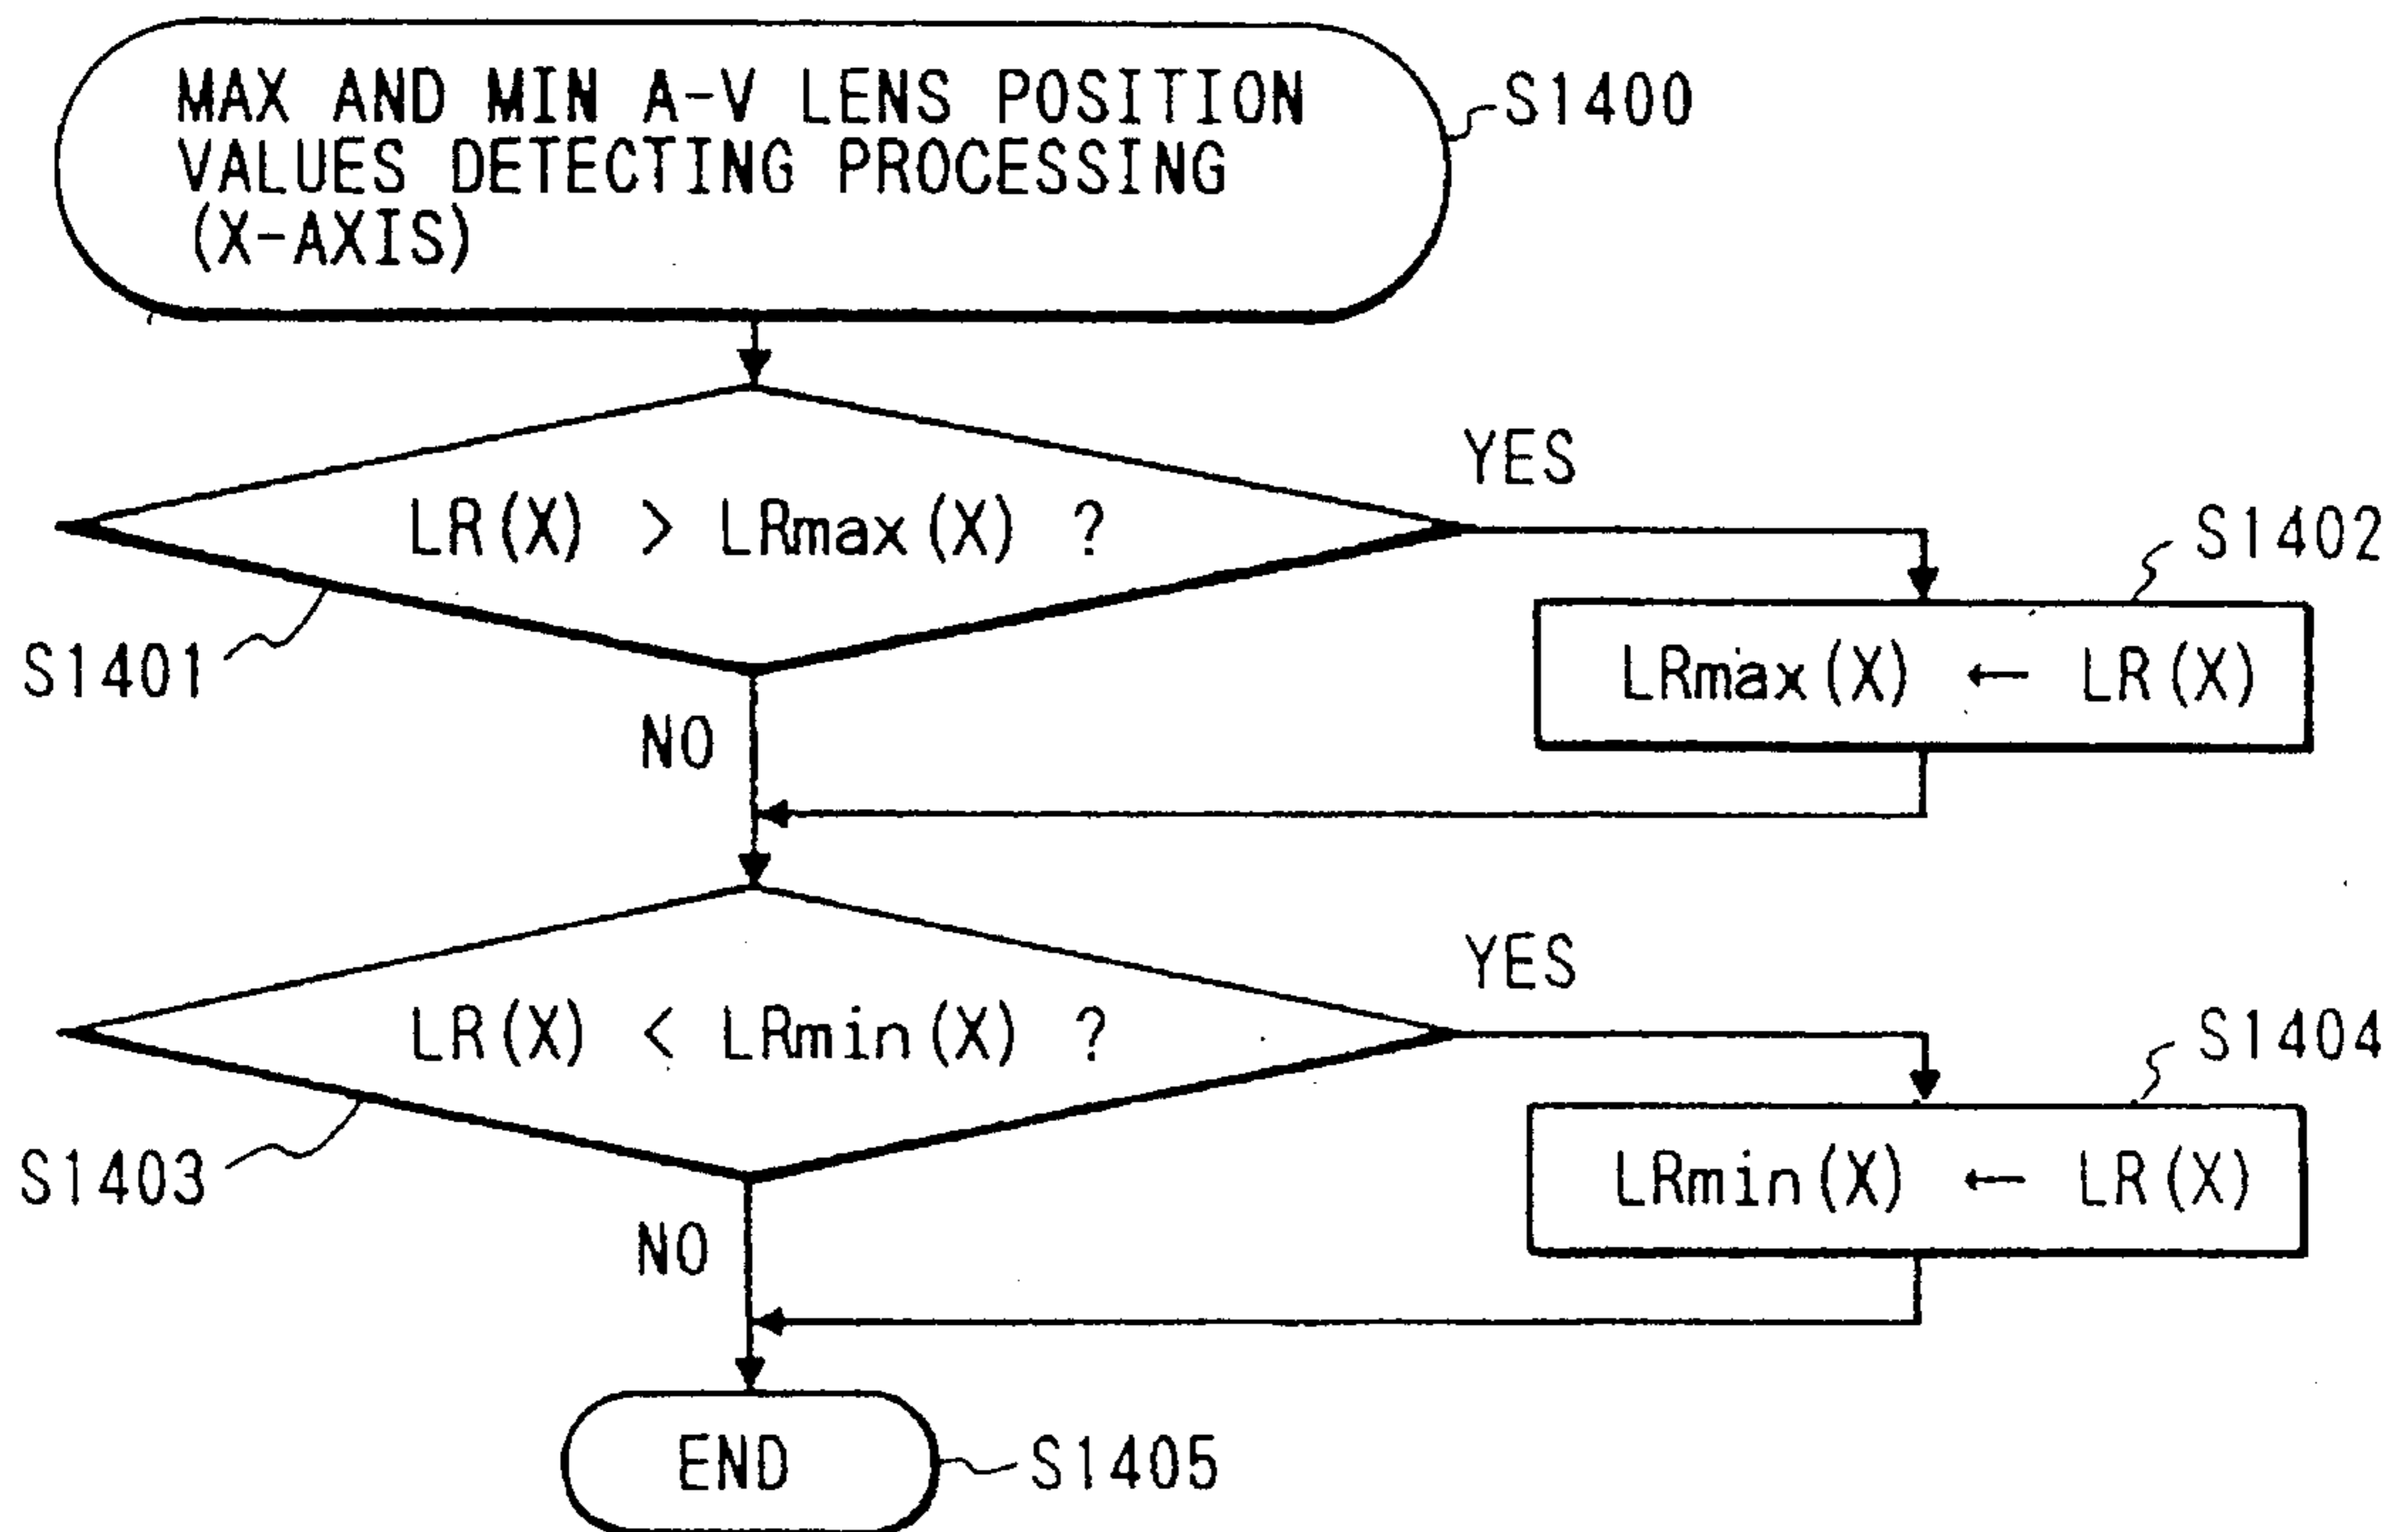 MAX AND MIN A-V LENS POSITION
VALUES DETECTING PROCESSING
(X-AXIS)
S1400
LR(X) > LRmax(X) ?
YES
S1401
S1402
LRmax(X) ← LR(X)
NO
LR(X) < LRmin(X) ?
YES
S1403
S1404
LRmin(X) ← LR(X)
NO
END
S1405